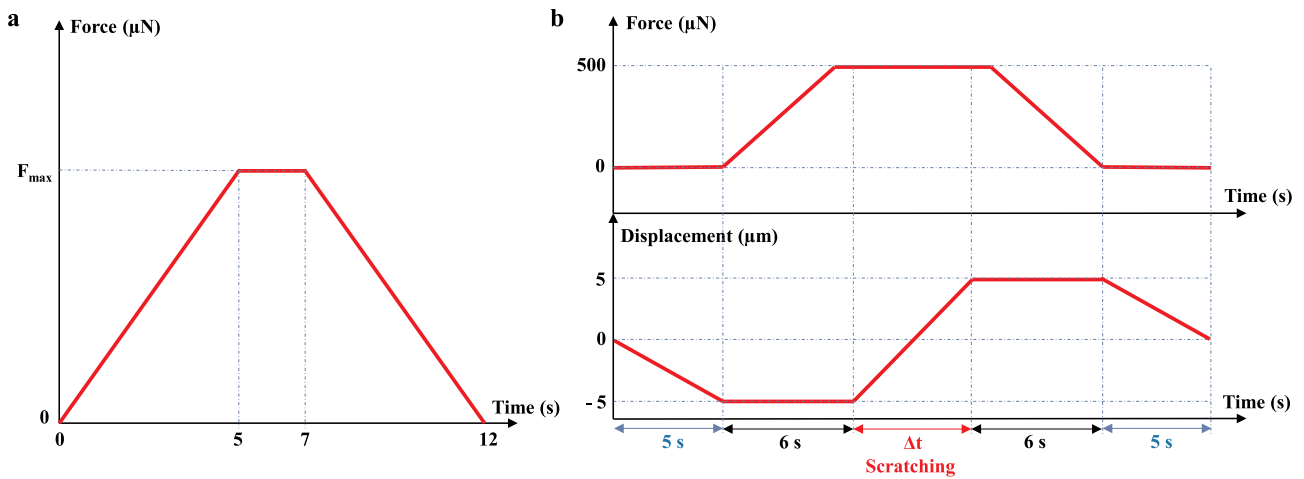 a
Force (μN)
F_max
0
0
5
7
12
Time (s)
b
Force (μN)
500
0
Time (s)
Displacement (μm)
5
0
- 5
Time (s)
5 s
6 s
Δt
6 s
5 s
Scratching